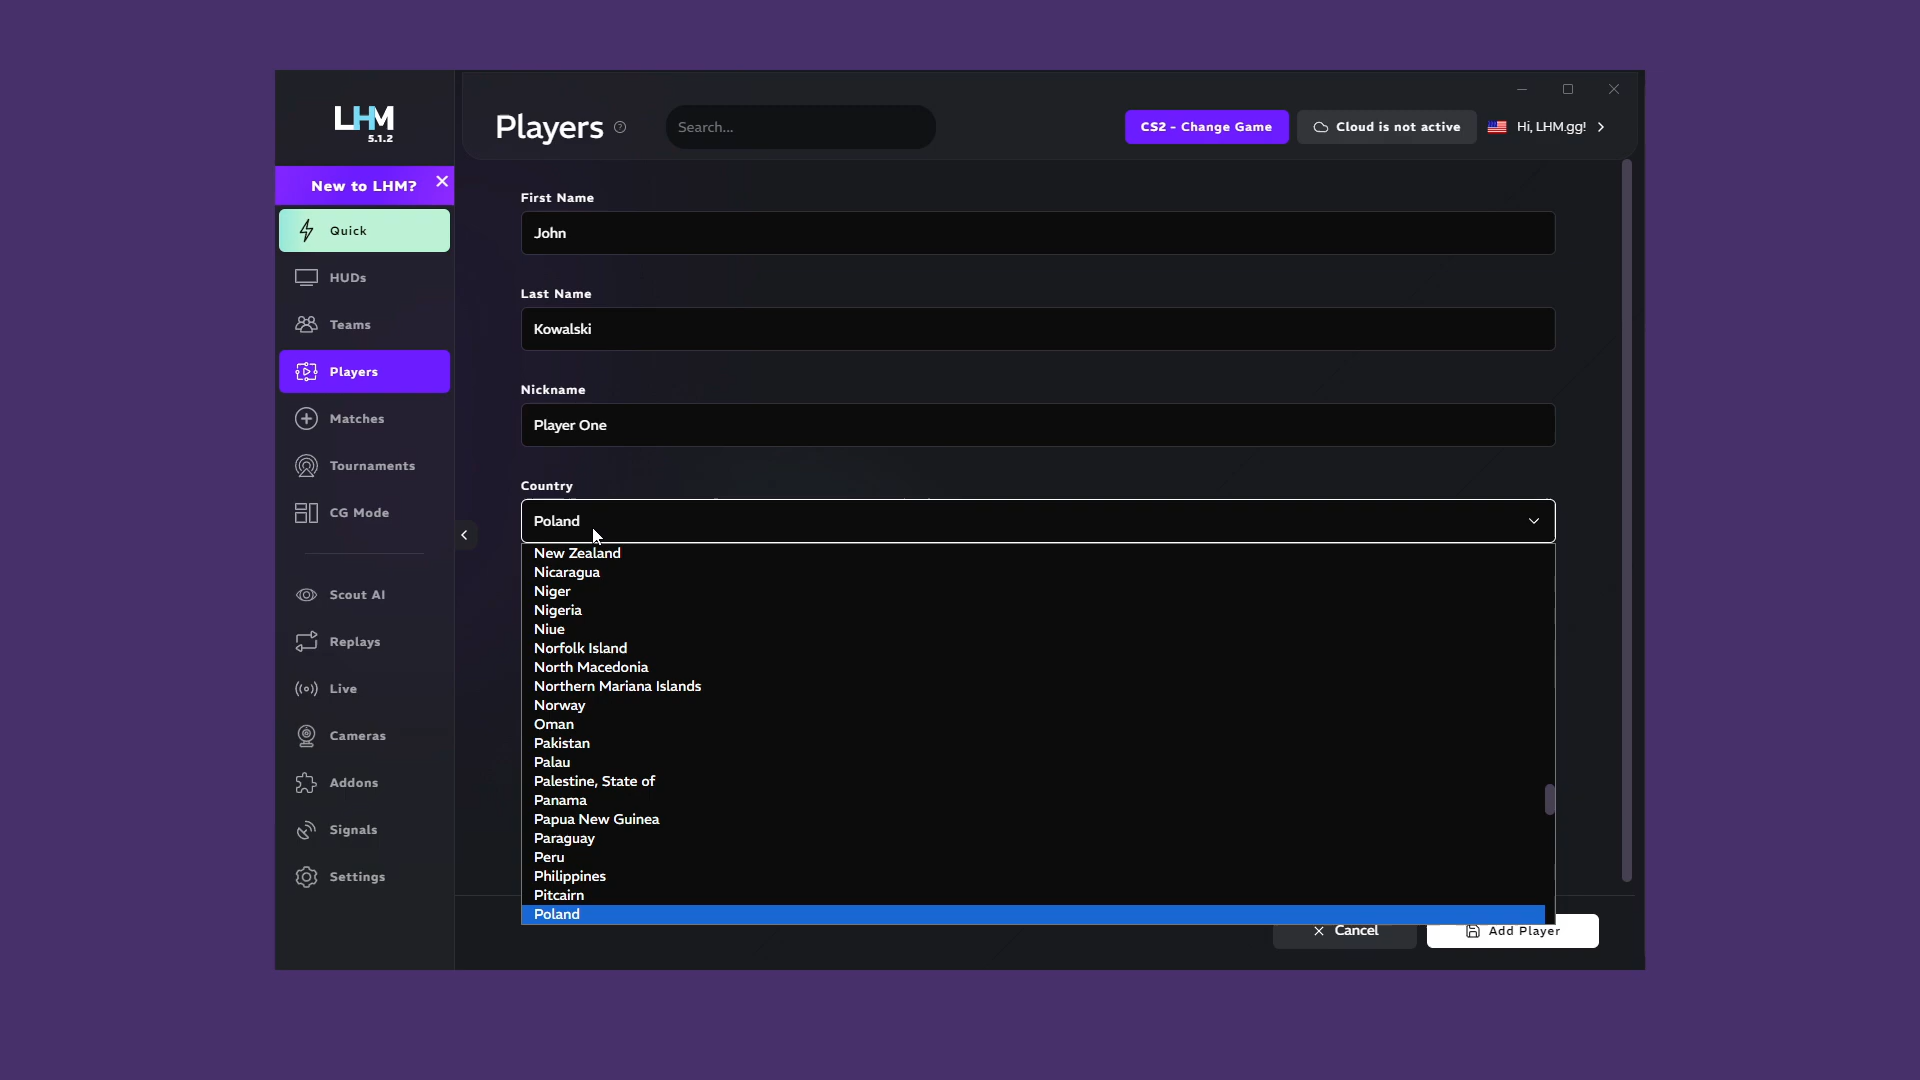 LHM
5.1.2
New to LHM?
Quick
HUDs
Teams
Players
Matches
Tournaments
CG Mode
Scout AI
Replays
Live
Cameras
Addons
Signals
Settings
Players
Search...
CS2 - Change Game
Cloud is not active
Hi, LHM.gg!
First Name
John
Last Name
Kowalski
Nickname
Player One
Country
Poland
New Zealand
Nicaragua
Niger
Nigeria
Niue
Norfolk Island
North Macedonia
Northern Mariana Islands
Norway
Oman
Pakistan
Palau
Palestine, State of
Panama
Papua New Guinea
Paraguay
Peru
Philippines
Pitcairn
Poland
Cancel
Add Player